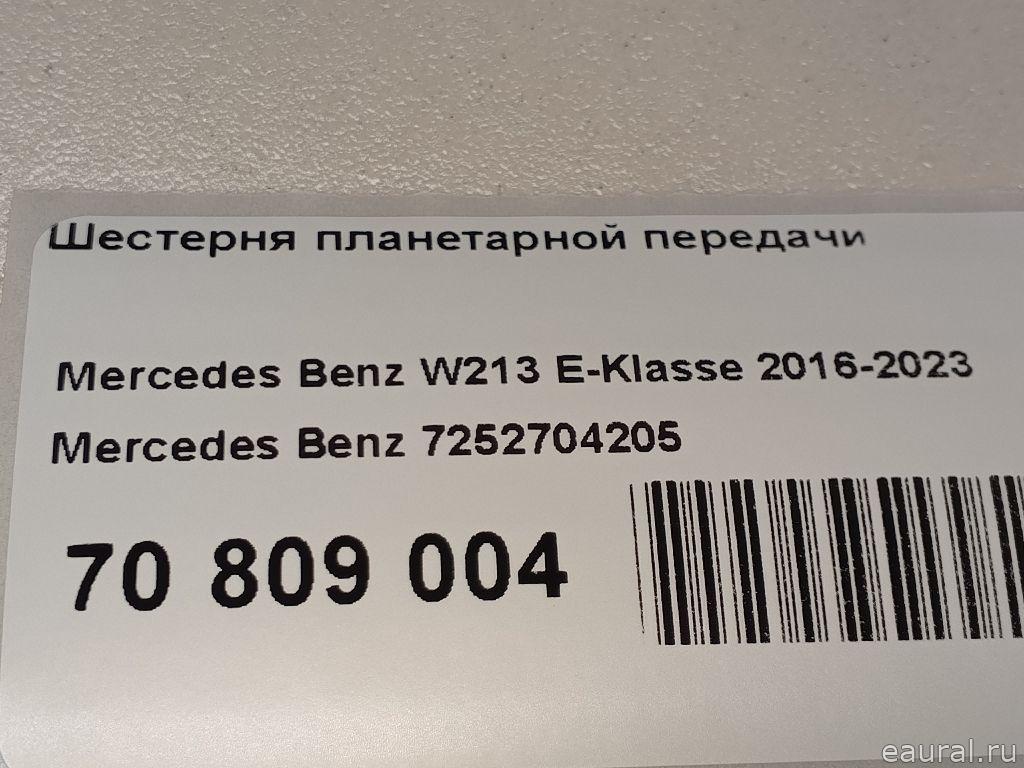 Шестерня планетарной передачи
Mercedes Benz W213 E-Klasse 2016-2023
Mercedes Benz 7252704205
70 809 004
eaural.ru